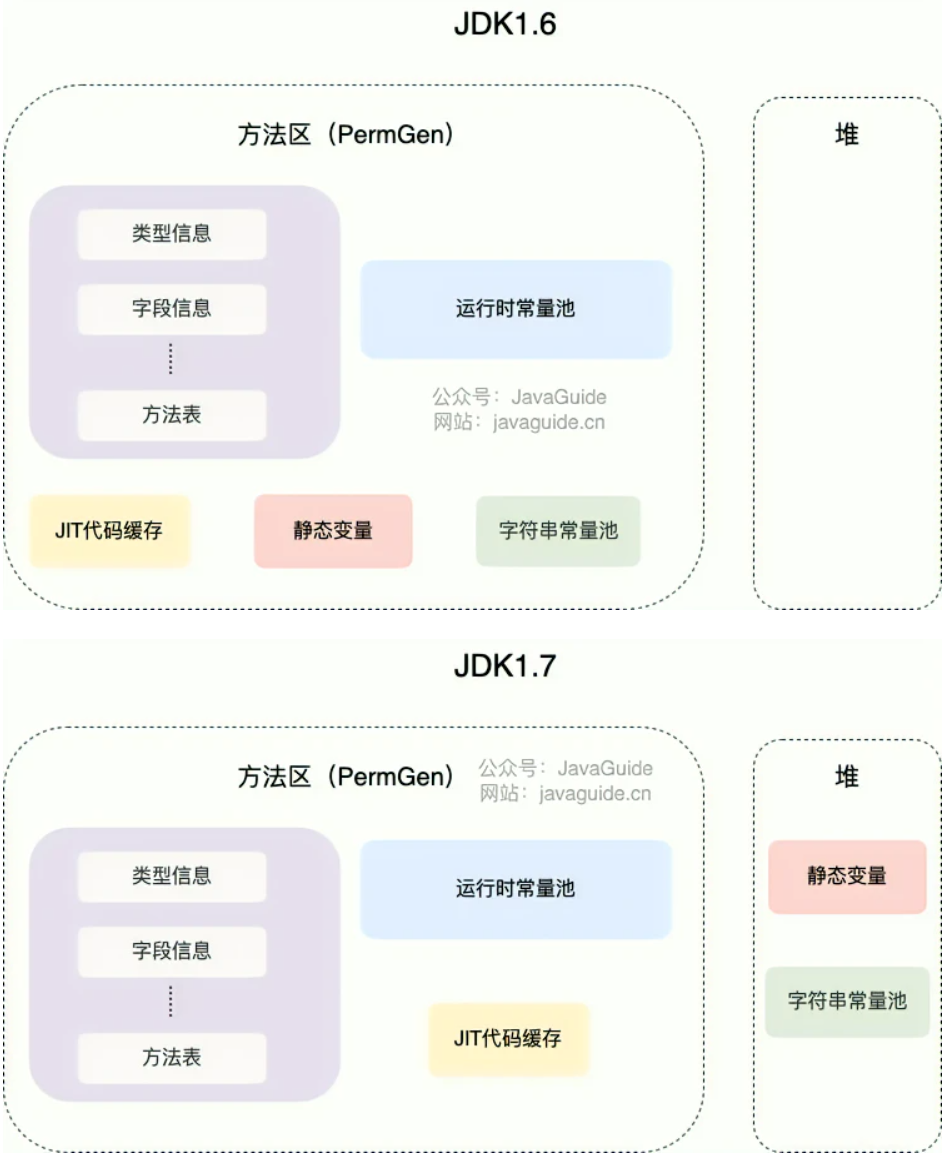 JDK1.6
方法区（PermGen）
堆
类型信息
字段信息
方法表
运行时常量池
公众号：JavaGuide
网站：javaguide.cn
JIT代码缓存
静态变量
字符串常量池
JDK1.7
方法区（PermGen）
公众号：JavaGuide
网站：javaguide.cn
堆
类型信息
字段信息
方法表
运行时常量池
JIT代码缓存
静态变量
字符串常量池